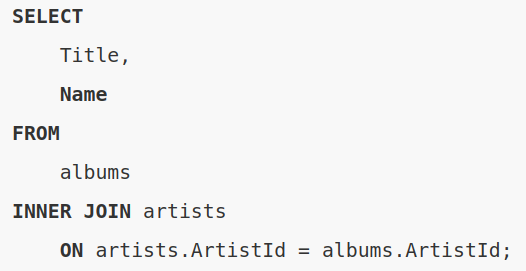 SELECT
    Title,
    Name
FROM
    albums
INNER JOIN artists
    ON artists.ArtistId = albums.ArtistId;